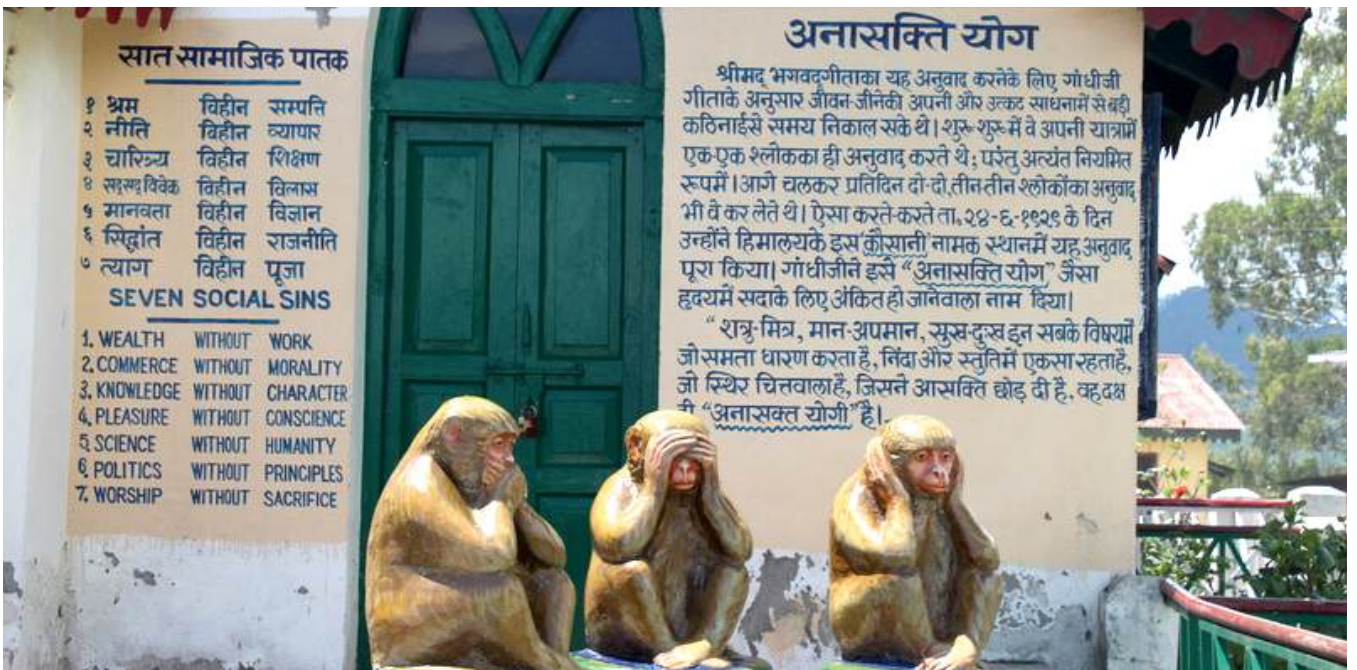 सात सामाजिक पातक
१ श्रम विहीन सम्पत्ति
२ नीति विहीन व्यापार
३ चारित्र्य विहीन शिक्षण
४ सद्सद् विवेक विहीन विलास
५ मानवता विहीन विज्ञान
६ सिद्धांत विहीन राजनीति
७ त्याग विहीन पूजा
SEVEN SOCIAL SINS
1. WEALTH WITHOUT WORK
2. COMMERCE WITHOUT MORALITY
3. KNOWLEDGE WITHOUT CHARACTER
4. PLEASURE WITHOUT CONSCIENCE
5. SCIENCE WITHOUT HUMANITY
6. POLITICS WITHOUT PRINCIPLES
7. WORSHIP WITHOUT SACRIFICE
अनासक्ति योग
श्रीमद् भगवद्गीताका यह अनुवाद करनेके लिए गांधीजी
गीताके अनुसार जीवन जीनेकी अपनी और उत्कट साधनामें से बड़ी
कठिनाईसे समय निकाल सके थे। शुरू-शुरूमें वे अपनी यात्रामें
एक-एक श्लोकका ही अनुवाद करते थे; परंतु अत्यंत नियमित
रूपमें। आगे चलकर प्रतिदिन दो-दो, तीन-तीन श्लोकोंका अनुवाद
भी वे कर लेते थे। ऐसा करते-करते ता. २४-६-१९२९ के दिन
उन्होंने हिमालयके इस 'कौसानी' नामक स्थानमें यह अनुवाद
पूरा किया। गांधीजीने इसे “अनासक्ति योग” जैसा
हृदयमें सदाके लिए अंकित हो जानेवाला नाम दिया।
“शत्रु-मित्र, मान-अपमान, सुख-दुःख इन सबके विषयमें
जो समता धारण करता है, निंदा और स्तुतिमें एकसा रहता है,
जो स्थिर चित्तवाला है, जिसने आसक्ति छोड़ दी है, वह दक्ष
ही “अनासक्त योगी” है।